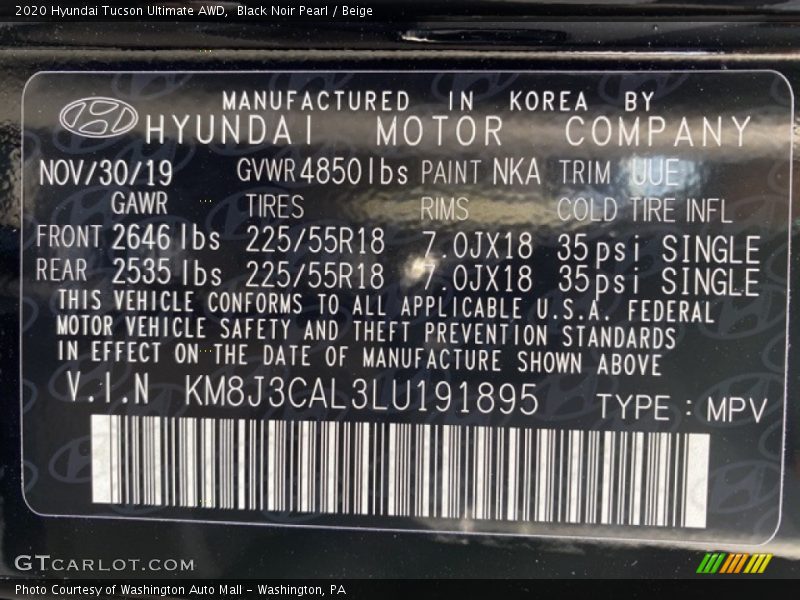 2020 Hyundai Tucson Ultimate AWD,  Black Noir Pearl / Beige
MANUFACTURED IN KOREA BY
HYUNDAI MOTOR COMPANY
NOV/30/19 GVWR 4850lbs PAINT NKA TRIM UUE
GAWR TIRES RIMS COLD TIRE INFL
FRONT 2646 lbs 225/55R18 7.0JX18 35psi SINGLE
REAR 2535 lbs 225/55R18 7.0JX18 35psi SINGLE
THIS VEHICLE CONFORMS TO ALL APPLICABLE U.S.A. FEDERAL
MOTOR VEHICLE SAFETY AND THEFT PREVENTION STANDARDS
IN EFFECT ON THE DATE OF MANUFACTURE SHOWN ABOVE
V.I.N KM8J3CAL3LU191895 TYPE : MPV
GTCARLOT.COM
Photo Courtesy of Washington Auto Mall - Washington, PA